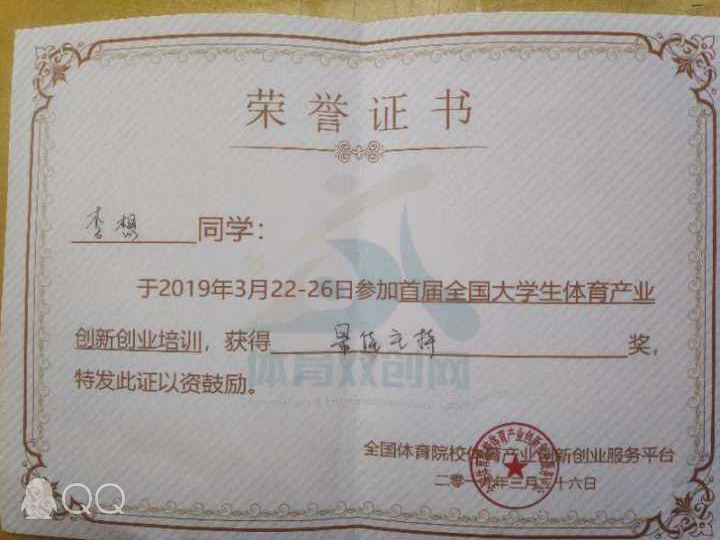 荣誉证书
李想同学：
于2019年3月22-26日参加首届全国大学生体育产业
创新创业培训，获得最佳主持奖，
特发此证以资鼓励。
体育双创网
全国体育院校体育产业创新创业服务平台
二零一九年三月二十六日
QQ